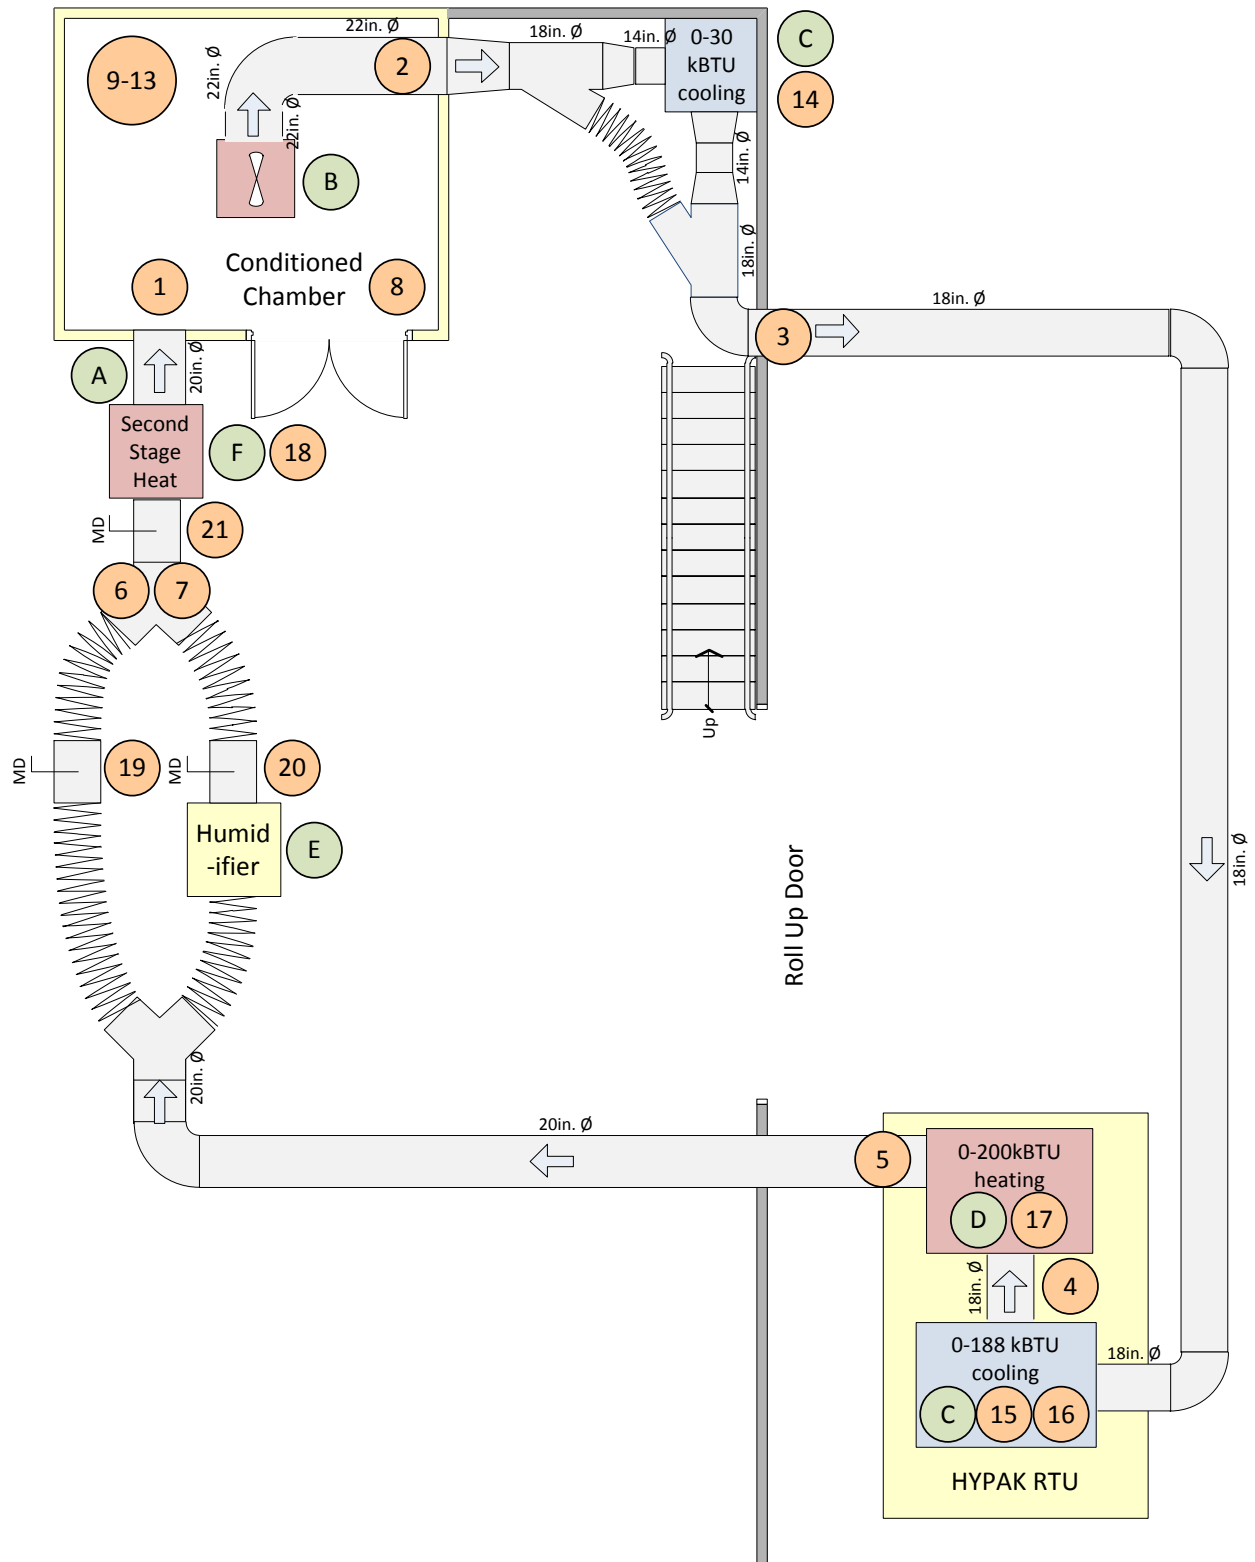 22in. Ø
18in. Ø
14in. Ø
0-30
kBTU
cooling
C
14
9-13
2
22in. Ø
22in. Ø
B
14in. Ø
18in. Ø
Conditioned
Chamber
1
8
18in. Ø
3
A
20in. Ø
Second
Stage
Heat
F
18
MD
21
6
7
Up
MD
19
MD
20
Humid
-ifier
E
Roll Up Door
18in. Ø
20in. Ø
20in. Ø
5
0-200kBTU
heating
D
17
18in. Ø
4
0-188 kBTU
cooling
C
15
16
18in. Ø
HYPAK RTU